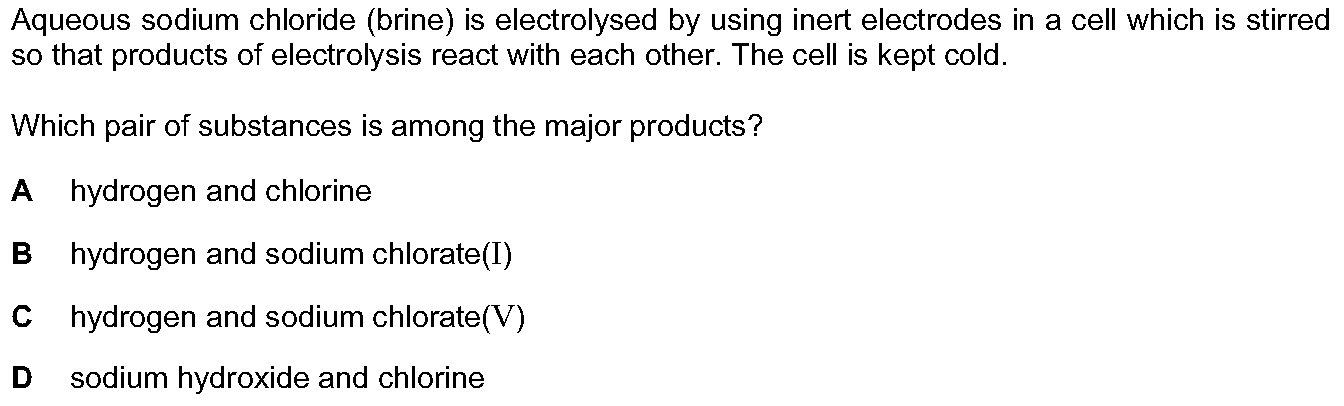 Aqueous sodium chloride (brine) is electrolysed by using inert electrodes in a cell which is stirred
so that products of electrolysis react with each other. The cell is kept cold.
Which pair of substances is among the major products?
A hydrogen and chlorine
B hydrogen and sodium chlorate(I)
C hydrogen and sodium chlorate(V)
D sodium hydroxide and chlorine